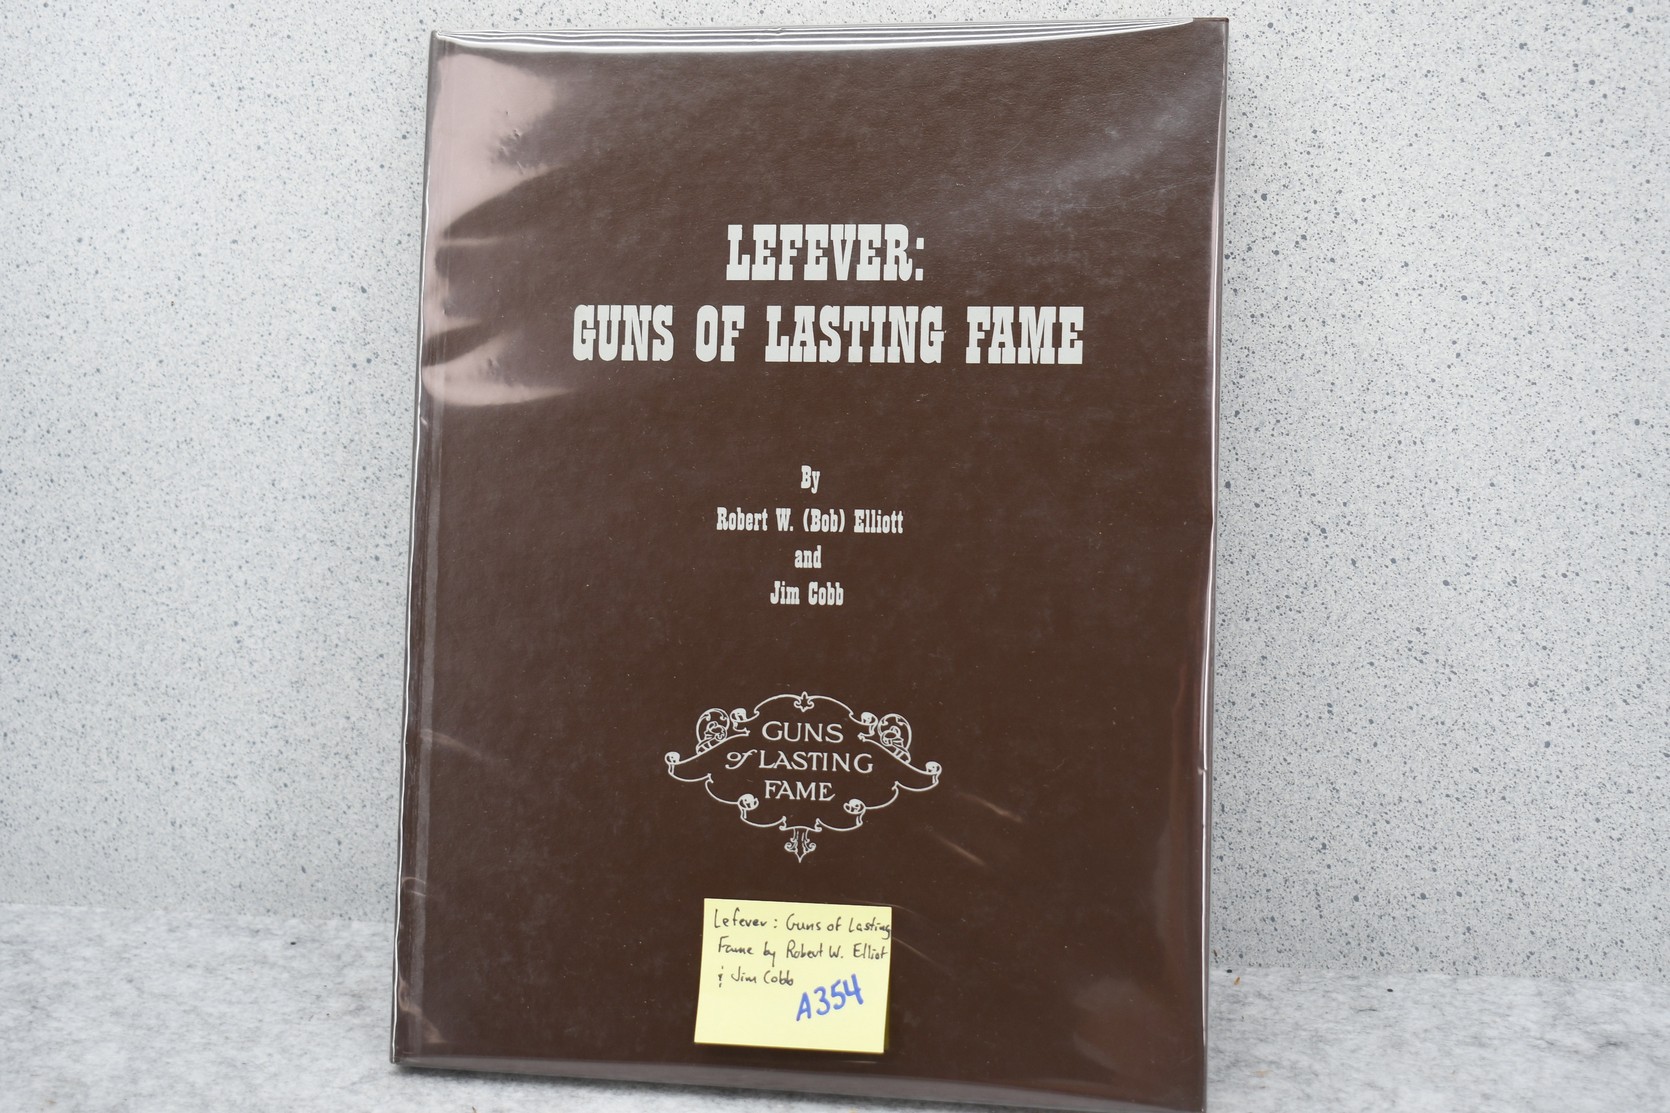 LEFEVER:
GUNS OF LASTING FAME
By
Robert W. (Bob) Elliott
and
Jim Cobb
GUNS
of LASTING
FAME
Lefever: Guns of Lasting
Fame by Robert W. Elliot
& Jim Cobb
A354